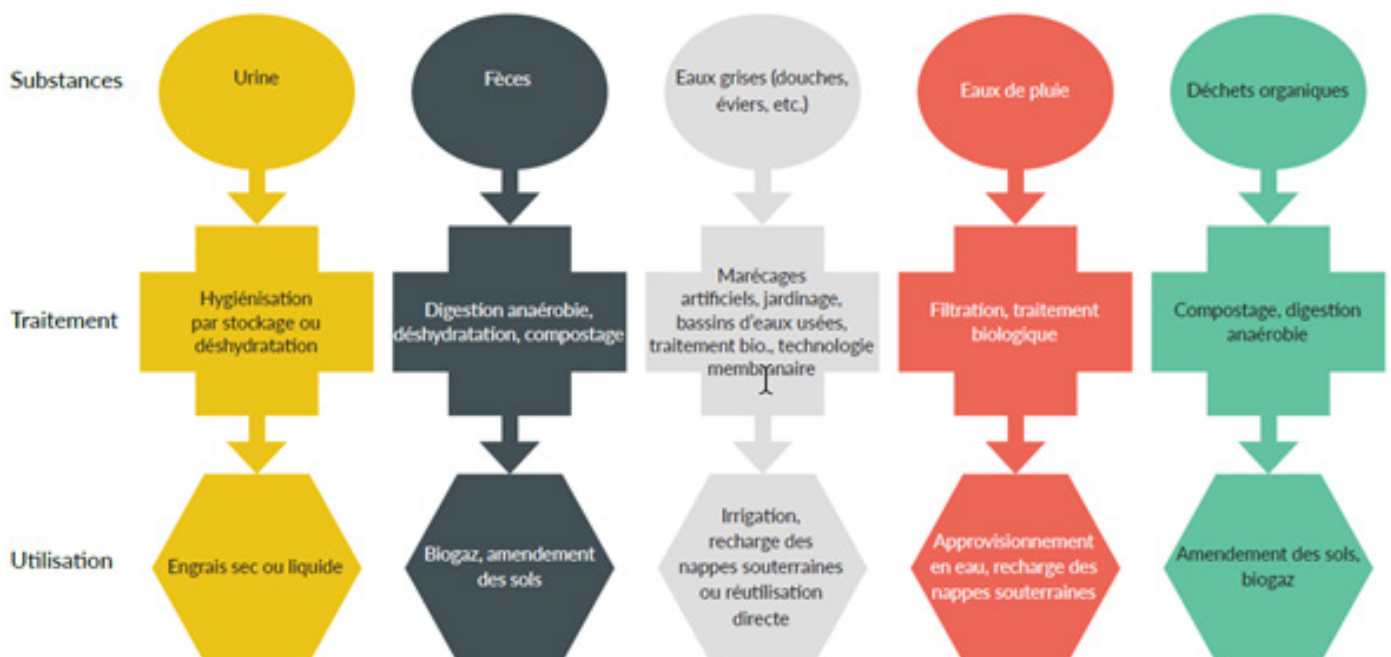 Substances
Urine
Fèces
Eaux grises (douches,
éviers, etc.)
Eaux de pluie
Déchets organiques
Traitement
Hygiénisation
par stockage ou
déshydratation
Digestion anaérobie,
déshydratation, compostage
Marécages
artificiels, jardinage,
bassins d'eaux usées,
traitement bio., technologie
membranaire
Filtration, traitement
biologique
Compostage, digestion
anaérobie
Utilisation
Engrais sec ou liquide
Biogaz, amendement
des sols
Irrigation,
recharge des
nappes souterraines
ou réutilisation
directe
Approvisionnement
en eau, recharge des
nappes souterraines
Amendement des sols,
biogaz